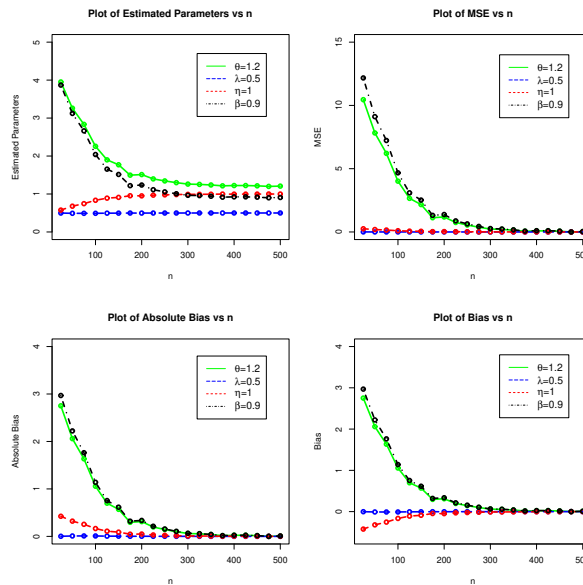 Plot of Estimated Parameters vs n
Estimated Parameters
5
4
3
2
1
0
θ=1.2
λ=0.5
η=1
β=0.9
100 200 300 400 500
n
Plot of MSE vs n
MSE
15
10
5
0
θ=1.2
λ=0.5
η=1
β=0.9
100 200 300 400 500
n
Plot of Absolute Bias vs n
Absolute Bias
4
3
2
1
0
θ=1.2
λ=0.5
η=1
β=0.9
100 200 300 400 500
n
Plot of Bias vs n
Bias
4
3
2
1
0
θ=1.2
λ=0.5
η=1
β=0.9
100 200 300 400 500
n